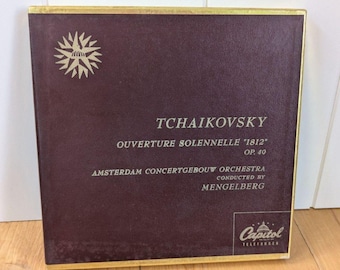 TCHAIKOVSKY
OUVERTURE SOLENNELLE "1812"
OP. 40
AMSTERDAM CONCERTGEBOUW ORCHESTRA
CONDUCTED BY
MENGELBERG
Capitol
TELEFUNKEN